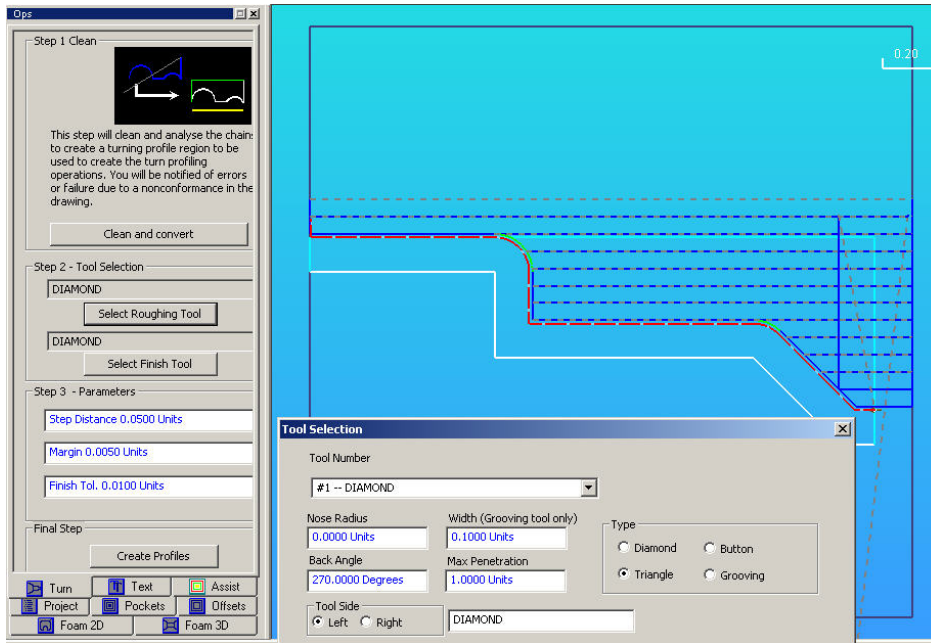 Ops
Step 1 Clean
This step will clean and analyse the chain
to create a turning profile region to be
used to create the turn profiling
operations. You will be notified of errors
or failure due to a nonconformance in the
drawing.
Clean and convert
Step 2 - Tool Selection
DIAMOND
Select Roughing Tool
DIAMOND
Select Finish Tool
Step 3 - Parameters
Step Distance 0.0500 Units
Margin 0.0050 Units
Finish Tol. 0.0100 Units
Final Step
Create Profiles
Turn
Text
Assist
Project
Pockets
Offsets
Foam 2D
Foam 3D
0.20
Tool Selection
Tool Number
#1 -- DIAMOND
Nose Radius
Width (Grooving tool only)
0.0000 Units
0.1000 Units
Back Angle
Max Penetration
270.0000 Degrees
1.0000 Units
Type
Diamond
Button
Triangle
Grooving
Tool Side
Left
Right
DIAMOND